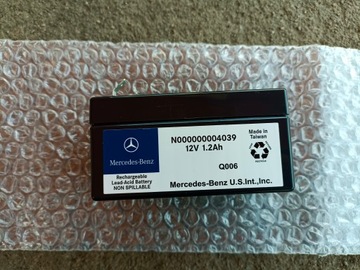 N000000004039
12V 1.2Ah
Made in
Taiwan
Mercedes-Benz
Rechargeable
Lead-Acid Battery
NON SPILLABLE
Q006
Mercedes-Benz U.S.Int.,Inc.